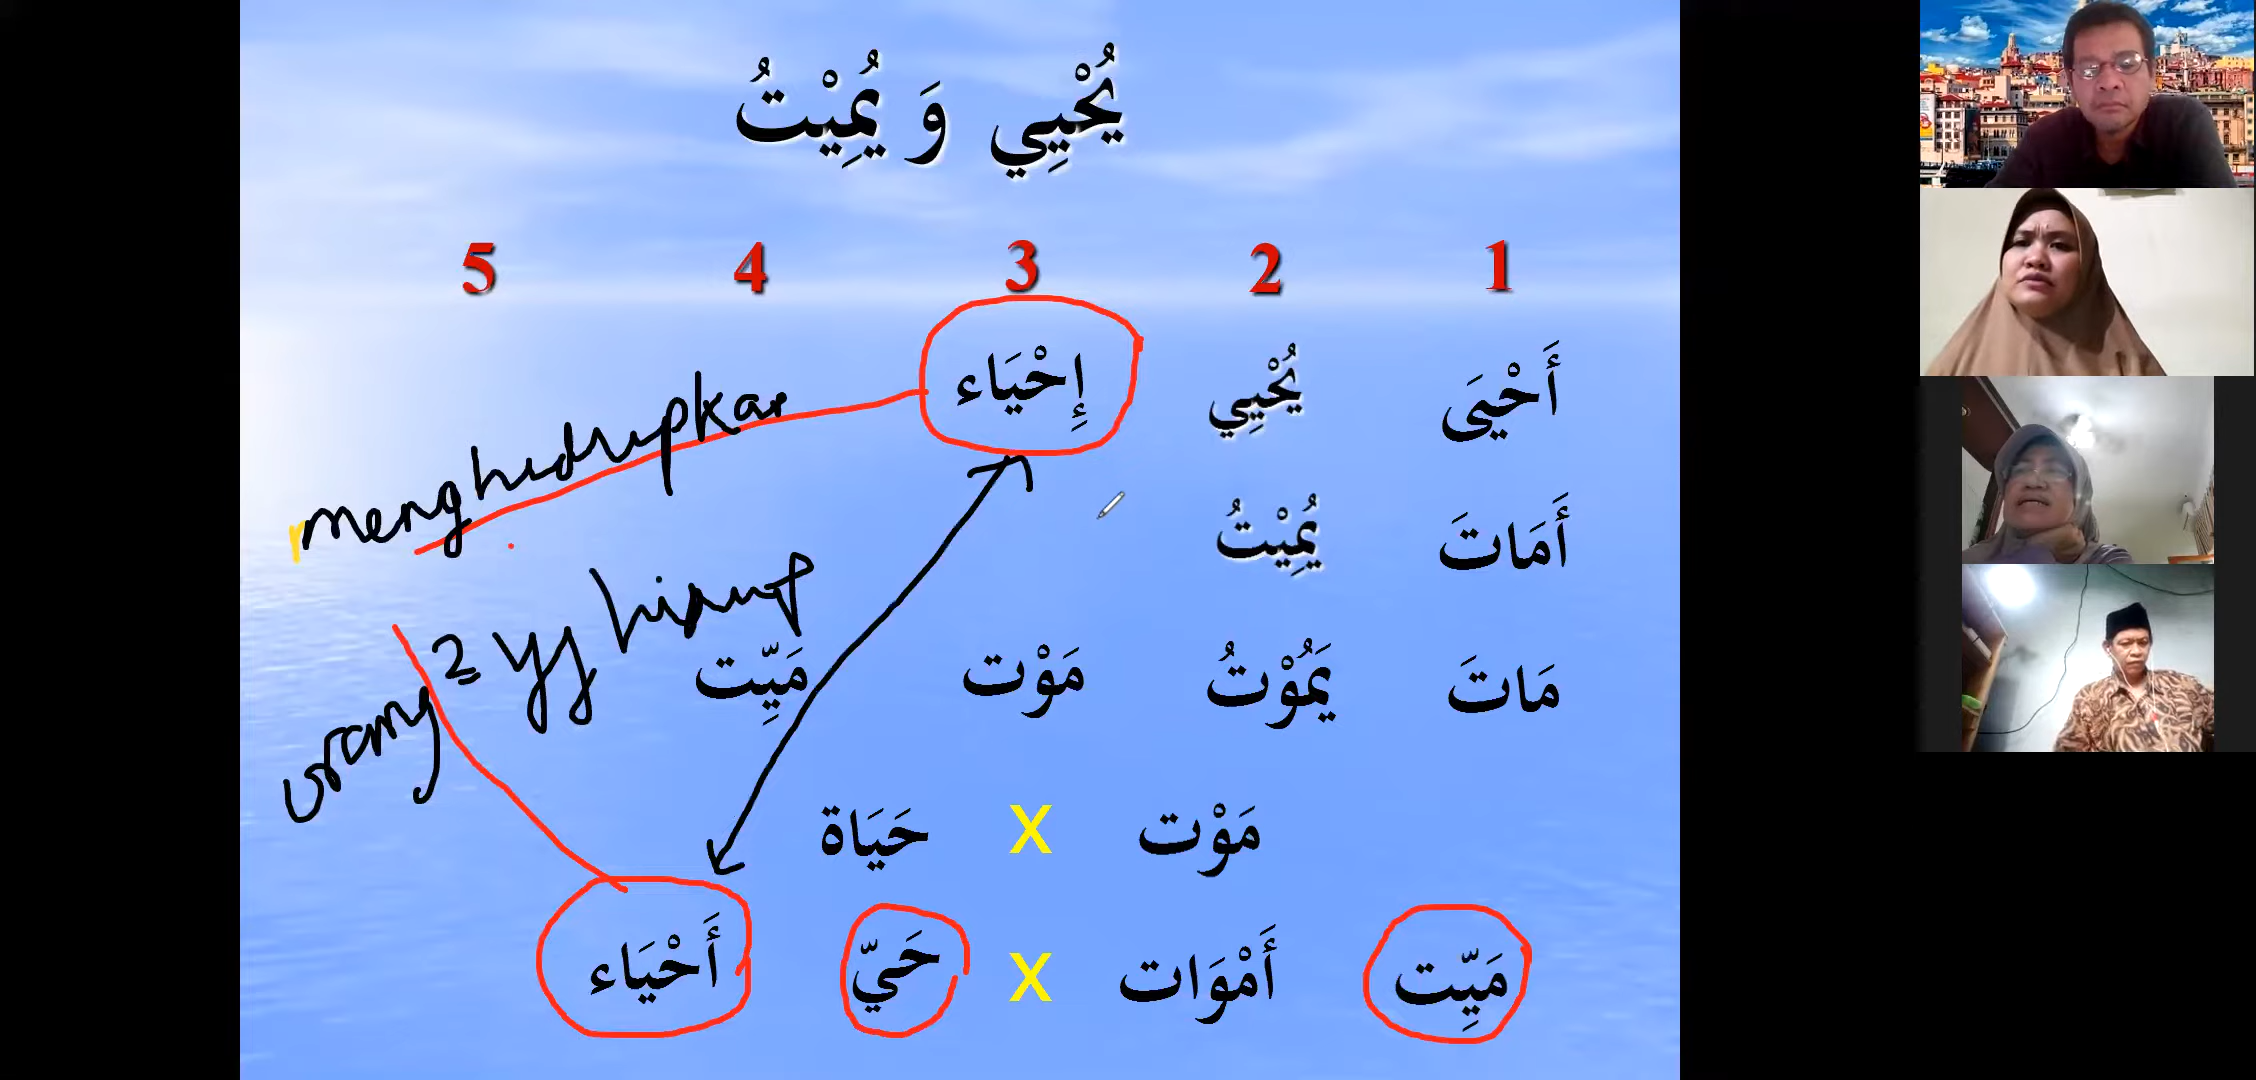 يُحْيِي وَ يُمِيْتُ
5 4 3 2 1
أَحْيَى يُحْيِي إِحْيَاء
menghidupkan
أَمَاتَ يُمِيْتُ
orang2 yg hidup
مَاتَ يَمُوْتُ مَوْت مَيِّت
مَوْت X حَيَاة
مَيِّت أَمْوَات X حَيّ أَحْيَاء